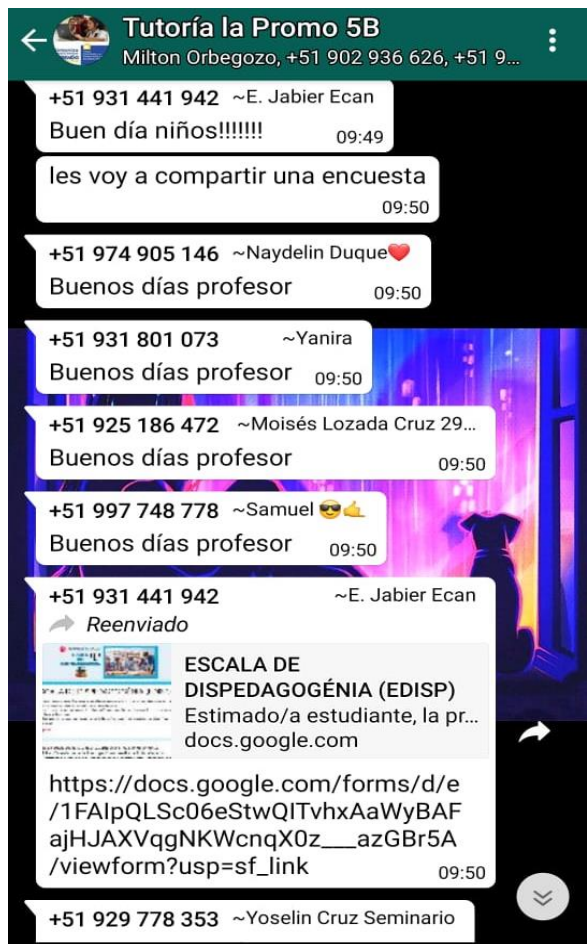 Tutoría la Promo 5B
Milton Orbegozo, +51 902 936 626, +51 9...
+51 931 441 942 ~E. Jabier Ecan
Buen día niños!!!!!!!
09:49
les voy a compartir una encuesta
09:50
+51 974 905 146 ~Naydelin Duque❤️
Buenos días profesor 09:50
+51 931 801 073 ~Yanira
Buenos días profesor 09:50
+51 925 186 472 ~Moisés Lozada Cruz 29...
Buenos días profesor 09:50
+51 997 748 778 ~Samuel 😎🤙
Buenos días profesor 09:50
+51 931 441 942 ~E. Jabier Ecan
Reenviado
ESCALA DE
DISPEDAGOGÉNIA (EDISP)
Estimado/a estudiante, la pr...
docs.google.com
https://docs.google.com/forms/d/e
/1FAIpQLSc06eStwQITvhxAaWyBAF
ajHJAXVqgNKWcnqX0z___azGBr5A
/viewform?usp=sf_link
09:50
+51 929 778 353 ~Yoselin Cruz Seminario